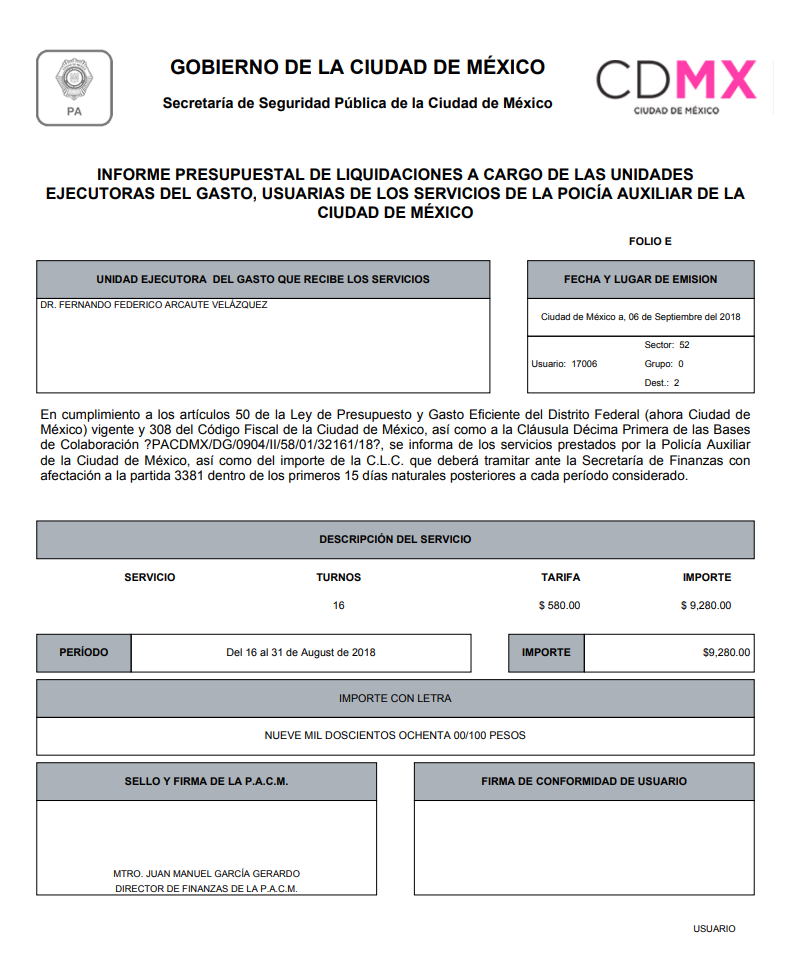 GOBIERNO DE LA CIUDAD DE MÉXICO
Secretaría de Seguridad Pública de la Ciudad de México
PA
CDMX
CIUDAD DE MÉXICO
INFORME PRESUPUESTAL DE LIQUIDACIONES A CARGO DE LAS UNIDADES
EJECUTORAS DEL GASTO, USUARIAS DE LOS SERVICIOS DE LA POICÍA AUXILIAR DE LA
CIUDAD DE MÉXICO
FOLIO E
UNIDAD EJECUTORA DEL GASTO QUE RECIBE LOS SERVICIOS
DR. FERNANDO FEDERICO ARCAUTE VELÁZQUEZ
FECHA Y LUGAR DE EMISION
Ciudad de México a, 06 de Septiembre del 2018
Sector: 52
Usuario: 17006 Grupo: 0
Dest.: 2
En cumplimiento a los artículos 50 de la Ley de Presupuesto y Gasto Eficiente del Distrito Federal (ahora Ciudad de
México) vigente y 308 del Código Fiscal de la Ciudad de México, así como a la Cláusula Décima Primera de las Bases
de Colaboración ?PACDMX/DG/0904/II/58/01/32161/18?, se informa de los servicios prestados por la Policía Auxiliar
de la Ciudad de México, así como del importe de la C.L.C. que deberá tramitar ante la Secretaría de Finanzas con
afectación a la partida 3381 dentro de los primeros 15 días naturales posteriores a cada período considerado.
DESCRIPCIÓN DEL SERVICIO
SERVICIO TURNOS TARIFA IMPORTE
16 $ 580.00 $ 9,280.00
PERÍODO Del 16 al 31 de August de 2018 IMPORTE $9,280.00
IMPORTE CON LETRA
NUEVE MIL DOSCIENTOS OCHENTA 00/100 PESOS
SELLO Y FIRMA DE LA P.A.C.M.
MTRO. JUAN MANUEL GARCÍA GERARDO
DIRECTOR DE FINANZAS DE LA P.A.C.M.
FIRMA DE CONFORMIDAD DE USUARIO
USUARIO